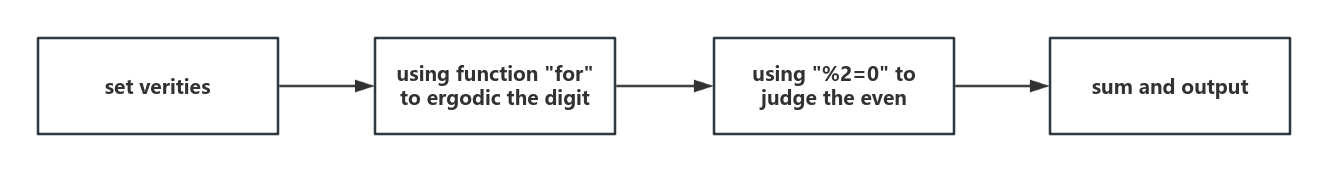 set verities
using function "for"
to ergodic the digit
using "%2=0" to
judge the even
sum and output